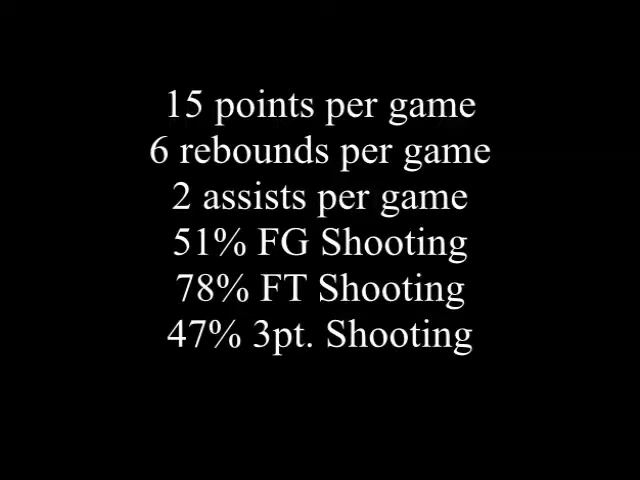 15 points per game
6 rebounds per game
2 assists per game
51% FG Shooting
78% FT Shooting
47% 3pt. Shooting